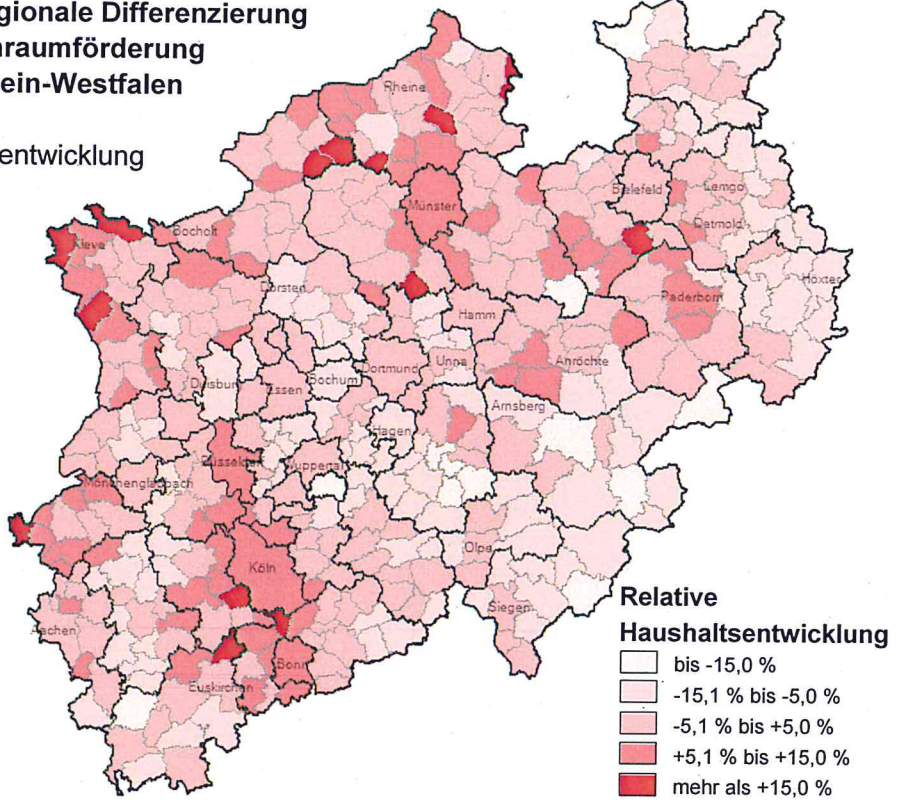 gionale Differenzierung
nraumförderung
ein-Westfalen
entwicklung
Rheine
Münster
Bielefeld
Lemgo
Detmold
Kleve
Bocholt
Höxter
Dorsten
Paderborn
Hamm
Duisburg
Essen
Bochum
Dortmund
Unna
Anröchte
Arnsberg
Hagen
Düsseldorf
Wuppertal
Mönchengladbach
Köln
Olpe
Siegen
Aachen
Bonn
Euskirchen
Relative
Haushaltsentwicklung
bis -15,0 %
-15,1 % bis -5,0 %
-5,1 % bis +5,0 %
+5,1 % bis +15,0 %
mehr als +15,0 %